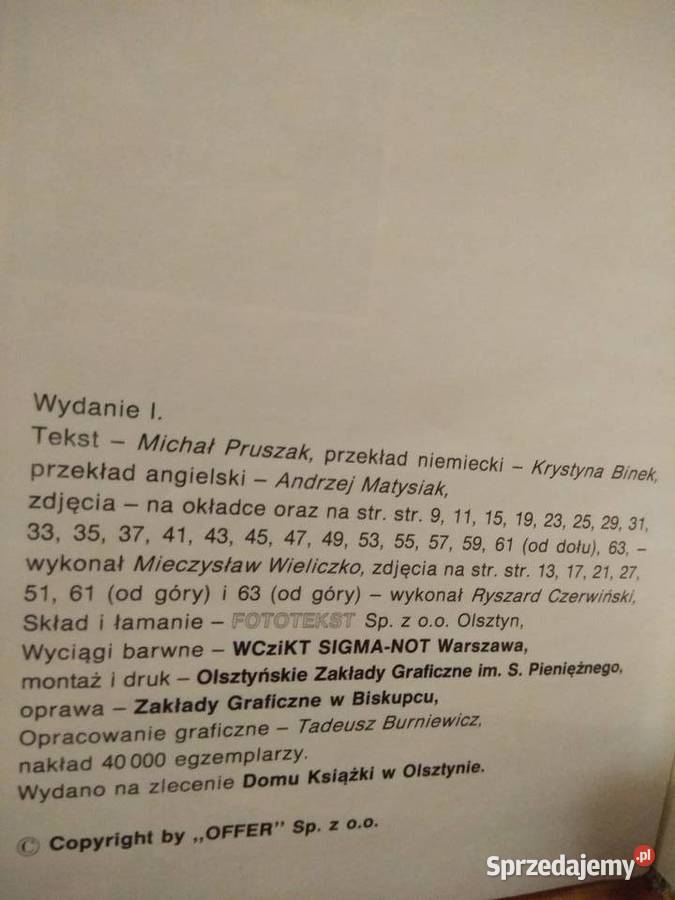 Wydanie I.
Tekst – Michał Pruszak, przekład niemiecki – Krystyna Binek,
przekład angielski – Andrzej Matysiak,
zdjęcia – na okładce oraz na str. str. 9, 11, 15, 19, 23, 25, 29, 31,
33, 35, 37, 41, 43, 45, 47, 49, 53, 55, 57, 59, 61 (od dołu), 63, –
wykonał Mieczysław Wieliczko, zdjęcia na str. str. 13, 17, 21, 27,
51, 61 (od góry) i 63 (od góry) – wykonał Ryszard Czerwiński,
Skład i łamanie – FOTOTEKST Sp. z o.o. Olsztyn,
Wyciągi barwne – WCziKT SIGMA-NOT Warszawa,
montaż i druk – Olsztyńskie Zakłady Graficzne im. S. Pieniężnego,
oprawa – Zakłady Graficzne w Biskupcu,
Opracowanie graficzne – Tadeusz Burniewicz,
nakład 40 000 egzemplarzy.
Wydano na zlecenie Domu Książki w Olsztynie.
© Copyright by „OFFER” Sp. z o.o.
Sprzedajemy.pl